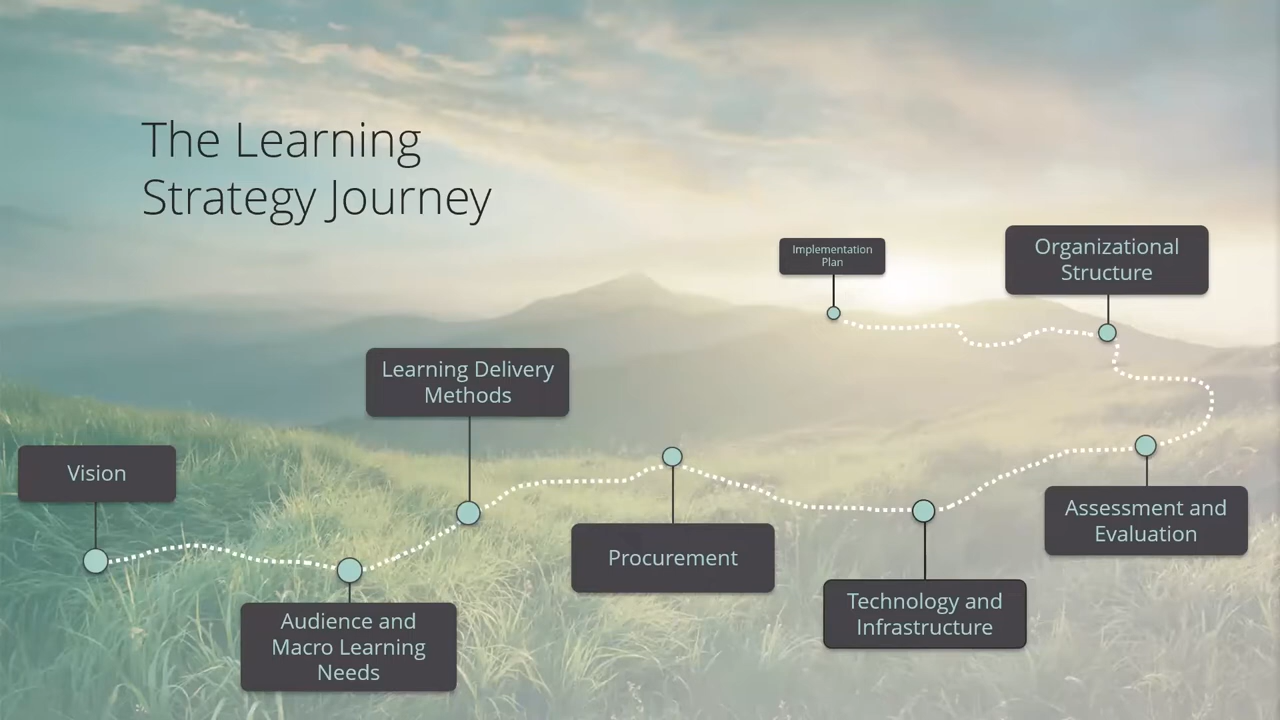 The Learning
Strategy Journey
Implementation
Plan
Organizational
Structure
Learning Delivery
Methods
Vision
Assessment and
Evaluation
Procurement
Technology and
Infrastructure
Audience and
Macro Learning
Needs